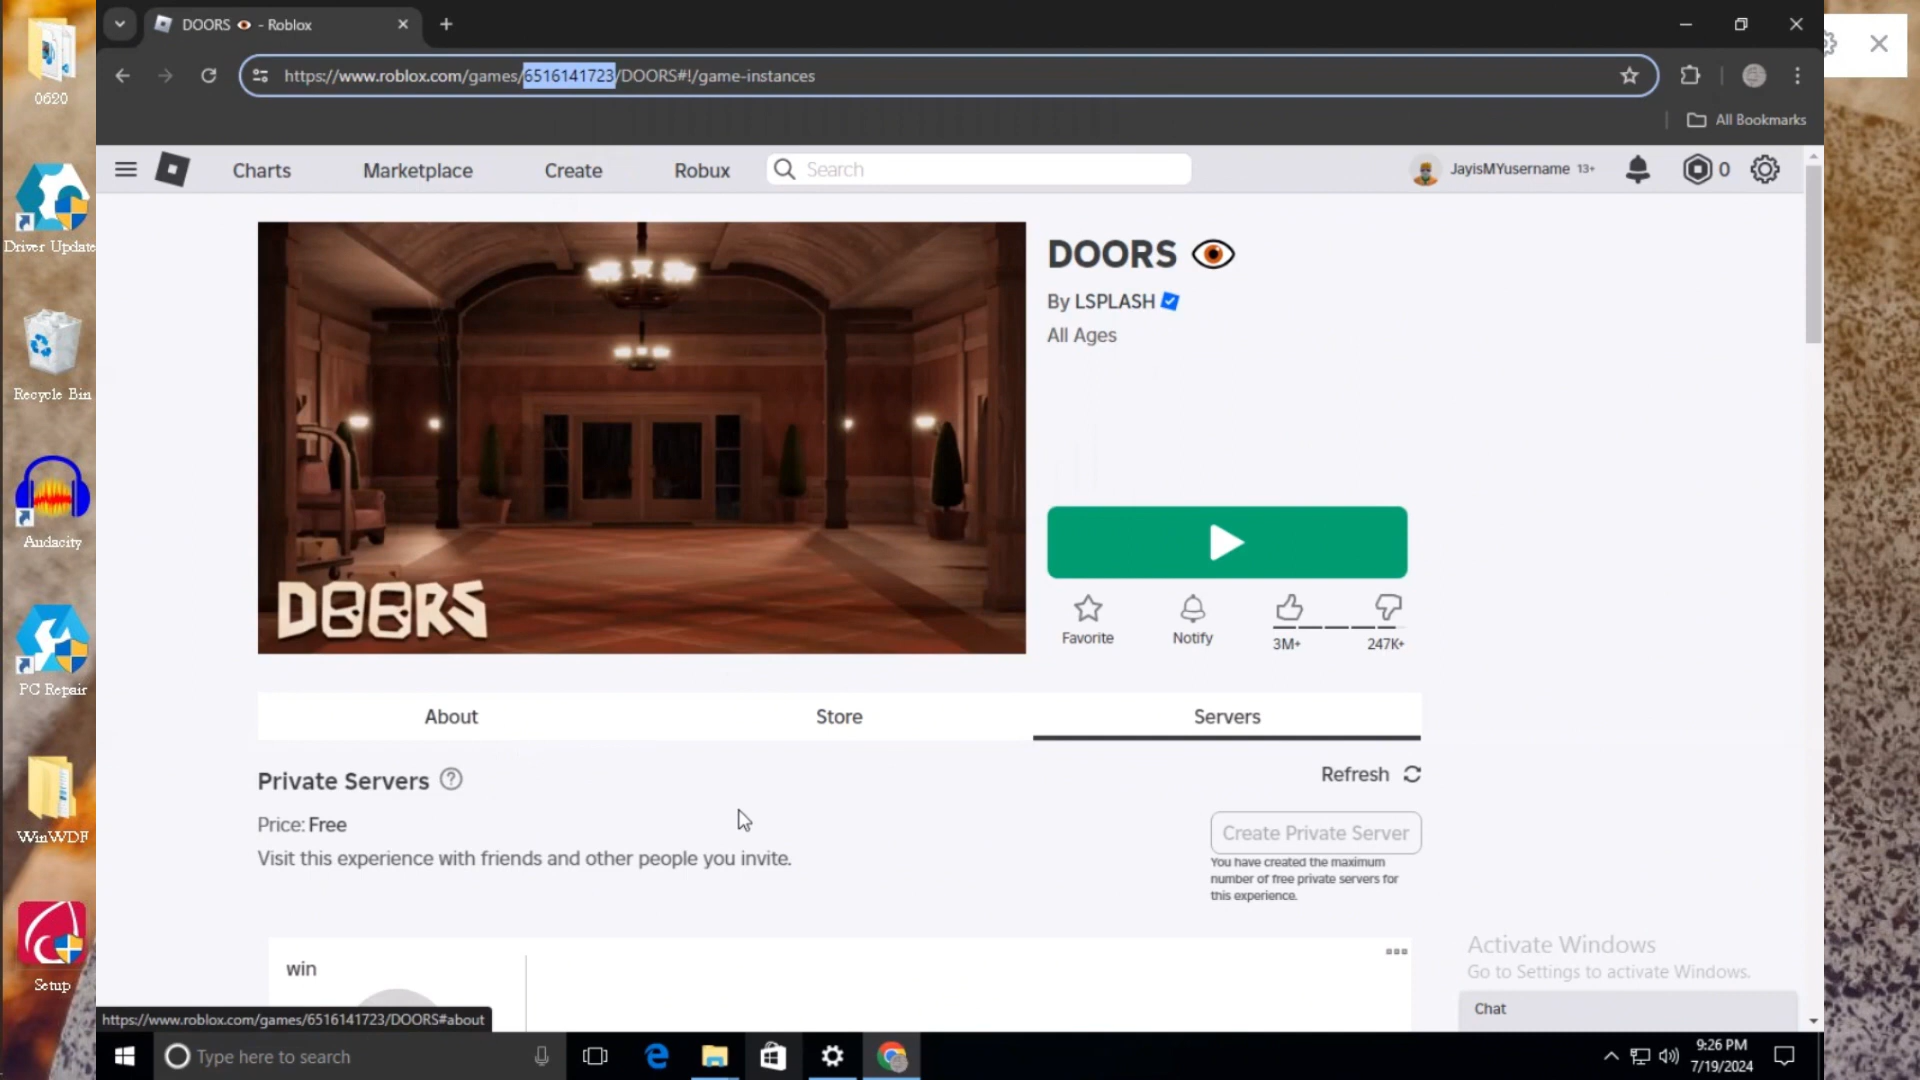 DOORS 👁 - Roblox
https://www.roblox.com/games/6516141723/DOORS#!/game-instances
All Bookmarks
Charts
Marketplace
Create
Robux
Search
JayisMYusername 13+
0
DOORS 👁
By LSPLASH
All Ages
DOORS
Favorite
Notify
3M+
247K+
About
Store
Servers
Private Servers
Refresh
Price: Free
Create Private Server
Visit this experience with friends and other people you invite.
You have created the maximum
number of free private servers for
this experience.
win
Activate Windows
Go to Settings to activate Windows.
Chat
https://www.roblox.com/games/6516141723/DOORS#about
Type here to search
9:26 PM
7/19/2024
0620
Driver Update
Recycle Bin
Audacity
PC Repair
WinWDF
Setup